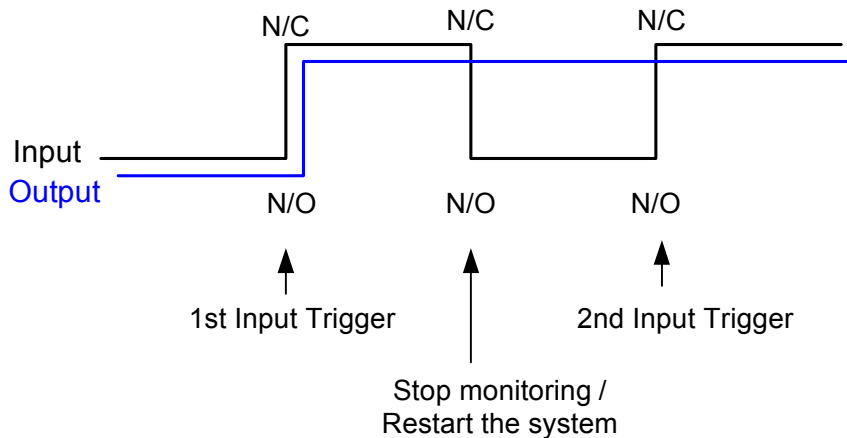 N/C
N/C
N/C
Input
Output
N/O
N/O
N/O
1st Input Trigger
2nd Input Trigger
Stop monitoring /
Restart the system